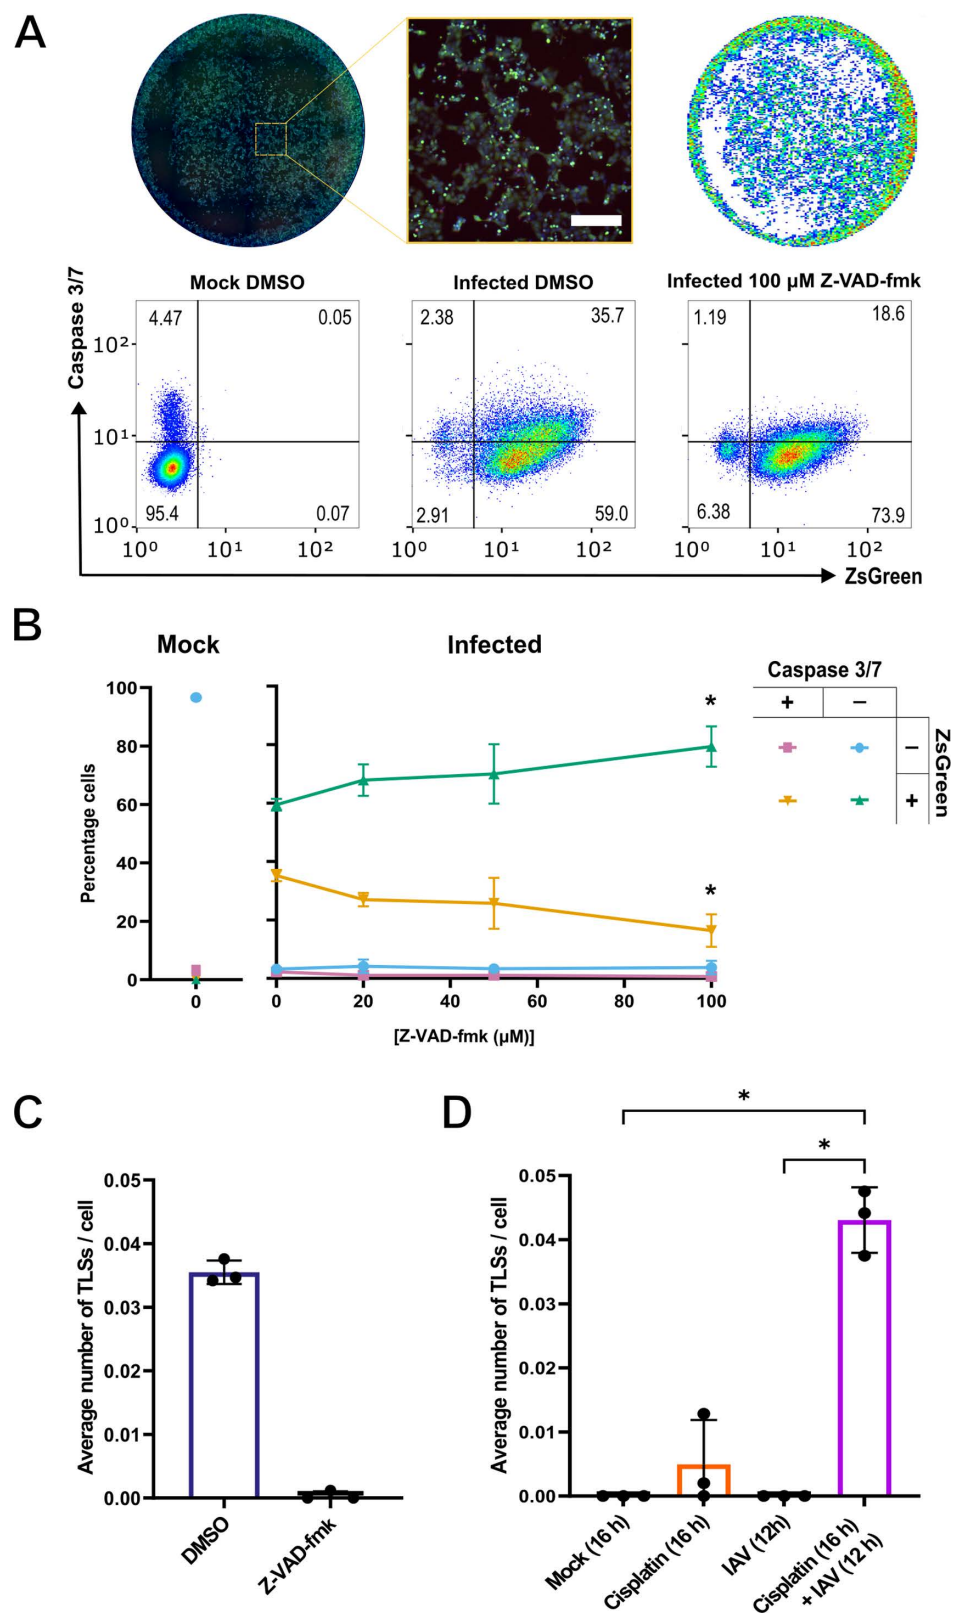 A
Mock DMSO
Infected DMSO
Infected 100 µM Z-VAD-fmk
Caspase 3/7
4.47
0.05
2.38
35.7
1.19
18.6
10²
10¹
10⁰
95.4
0.07
2.91
59.0
6.38
73.9
10⁰ 10¹ 10²
10¹ 10²
10¹ 10²
ZsGreen
B
Mock
Infected
Percentage cells
100
80
60
40
20
0
*
*
0
0 20 40 60 80 100
[Z-VAD-fmk (µM)]
Caspase 3/7
+ −
−
+
ZsGreen
C
Average number of TLSs / cell
0.05
0.04
0.03
0.02
0.01
0.00
DMSO
Z-VAD-fmk
D
*
*
Average number of TLSs / cell
0.05
0.04
0.03
0.02
0.01
0.00
Mock (16 h)
Cisplatin (16 h)
IAV (12h)
Cisplatin (16 h)
+ IAV (12 h)